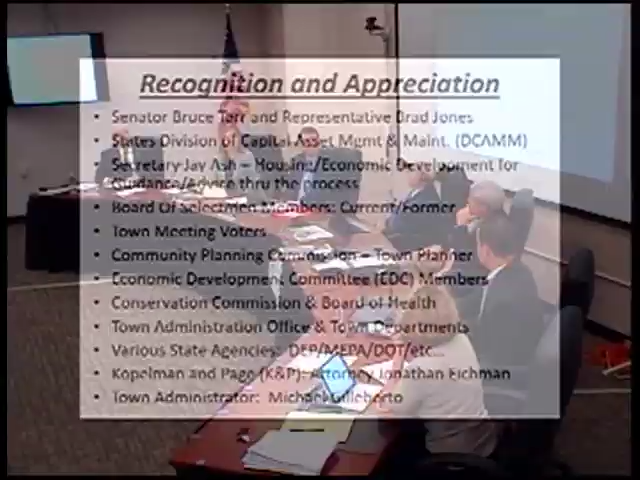 Recognition and Appreciation
• Senator Bruce Tarr and Representative Brad Jones
• States Division of Capital Asset Mgmt & Maint. (DCAMM)
• Secretary Jay Ash – Housing/Economic Development for
Guidance/Advice thru the process
• Board Of Selectmen Members: Current/Former
• Town Meeting Voters
• Community Planning Commission – Town Planner
• Economic Development Committee (EDC) Members
• Conservation Commission & Board of Health
• Town Administration Office & Town Departments
• Various State Agencies: DEP/MEPA/DOT/etc...
• Kopelman and Page (K&P): Attorney Jonathan Eichman
• Town Administrator: Michael Gilleberto